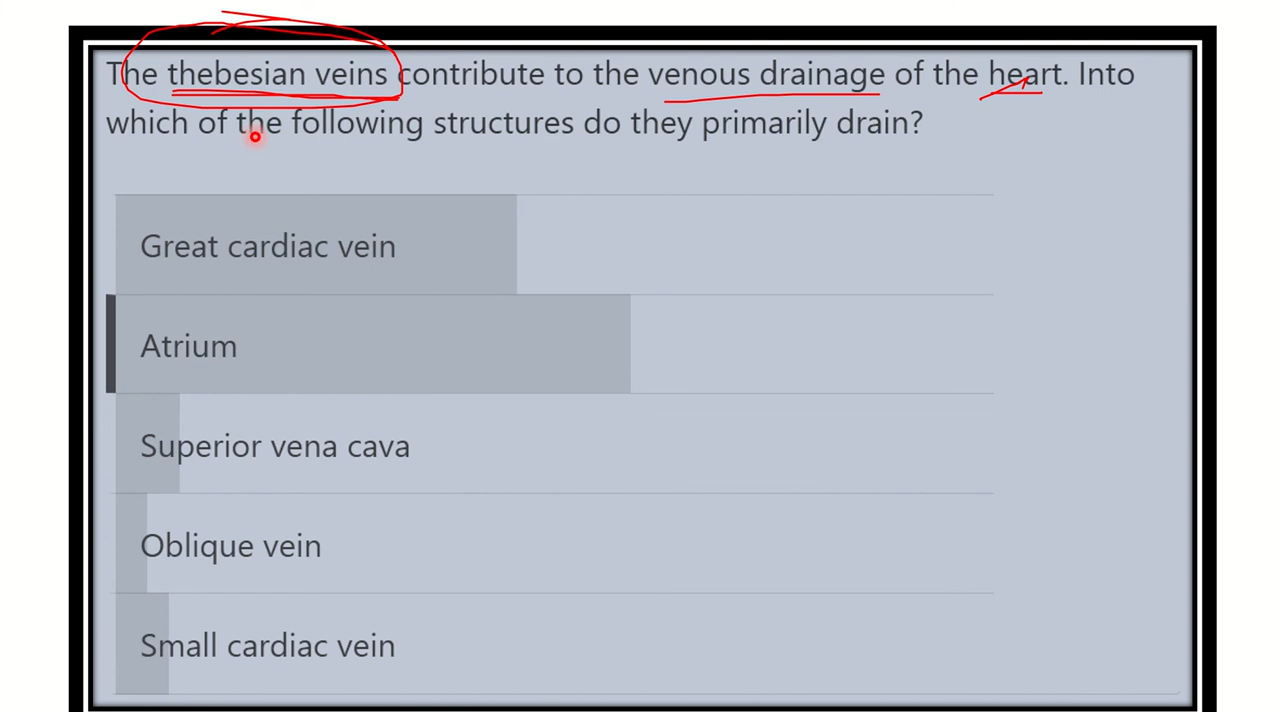 The thebesian veins contribute to the venous drainage of the heart. Into
which of the following structures do they primarily drain?
Great cardiac vein
Atrium
Superior vena cava
Oblique vein
Small cardiac vein